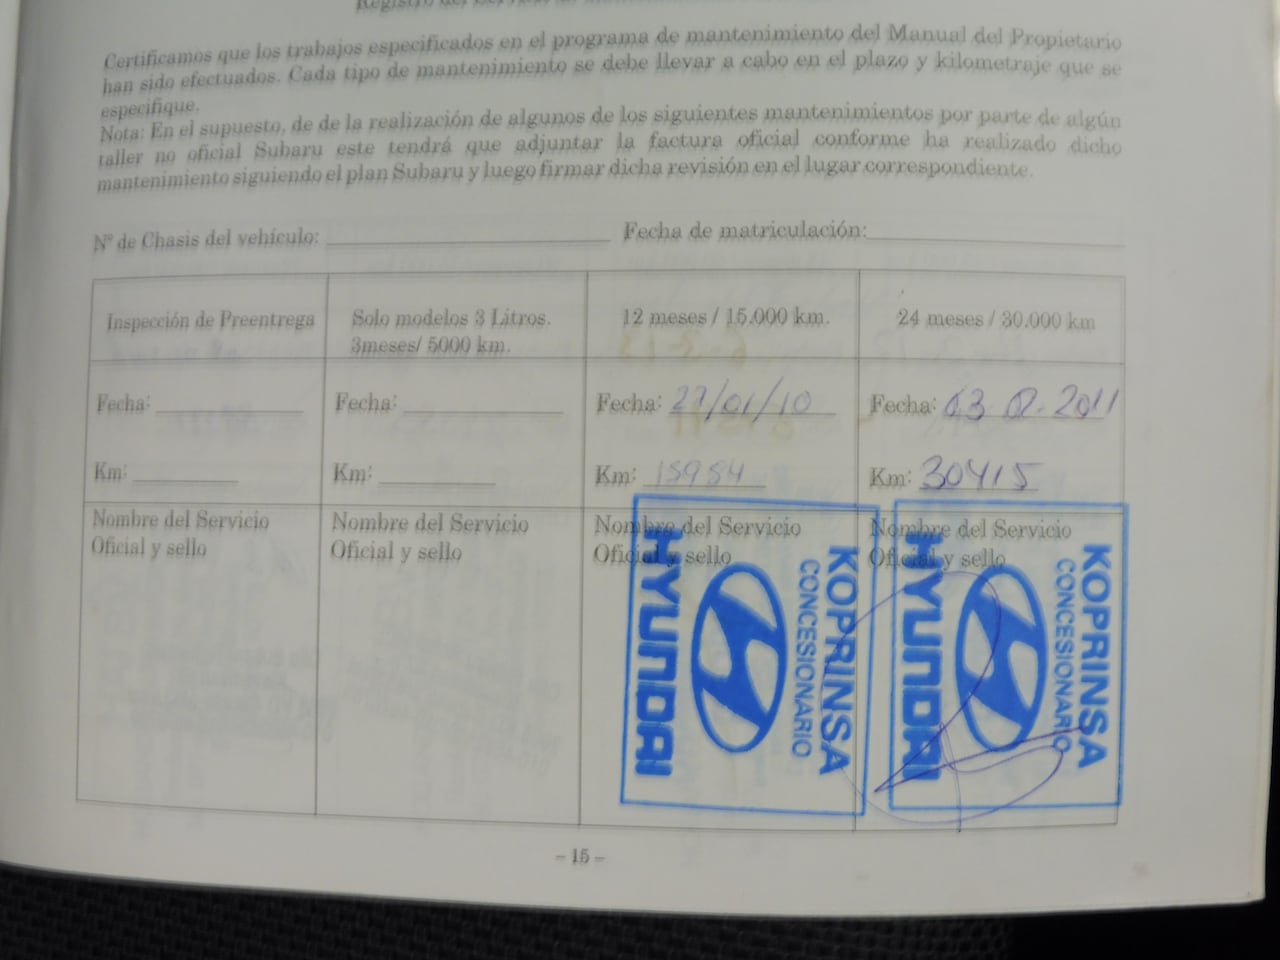 Registro del Servicio de Mantenimiento
Certificamos que los trabajos especificados en el programa de mantenimiento del Manual del Propietario
han sido efectuados. Cada tipo de mantenimiento se debe llevar a cabo en el plazo y kilometraje que se
especifique.
Nota: En el supuesto, de de la realización de algunos de los siguientes mantenimientos por parte de algún
taller no oficial Subaru este tendrá que adjuntar la factura oficial conforme ha realizado dicho
mantenimiento siguiendo el plan Subaru y luego firmar dicha revisión en el lugar correspondiente.
Nº de Chasis del vehículo: Fecha de matriculación:
Inspección de Preentrega
Solo modelos 3 Litros.
3meses/ 5000 km.
12 meses / 15.000 km.
24 meses / 30.000 km
Fecha:
Fecha:
Fecha: 27/01/10
Fecha: 2011
Km:
Km:
Km: 15984
Km: 30415
Nombre del Servicio
Oficial y sello
Nombre del Servicio
Oficial y sello
Nombre del Servicio
Oficial y sello
Nombre del Servicio
Oficial y sello
KOPRINSA
CONCESIONARIO
HYUNDAI
KOPRINSA
CONCESIONARIO
HYUNDAI
- 15 -